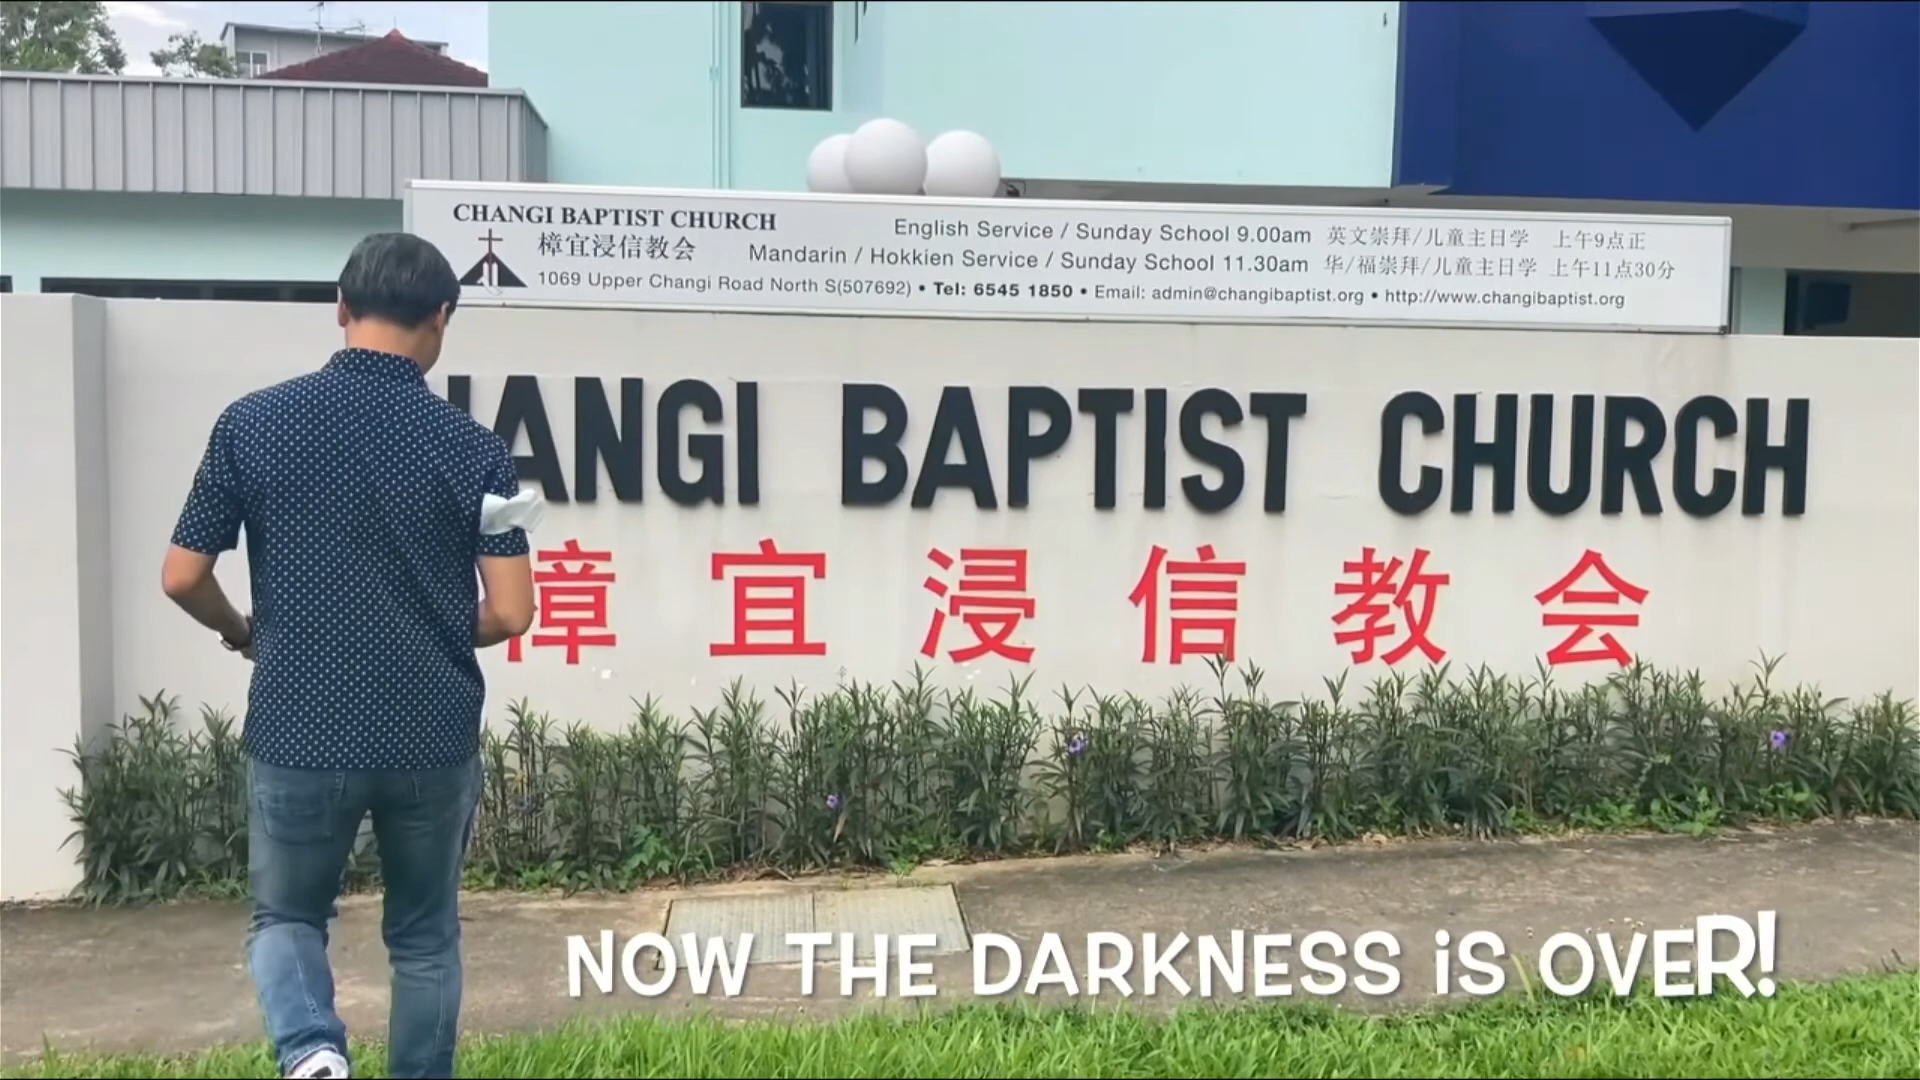 CHANGI BAPTIST CHURCH
樟宜浸信教会
1069 Upper Changi Road North S(507692) • Tel: 6545 1850 • Email: admin@changibaptist.org • http://www.changibaptist.org
English Service / Sunday School 9.00am 英文崇拜/儿童主日学 上午9点正
Mandarin / Hokkien Service / Sunday School 11.30am 华/福崇拜/儿童主日学 上午11点30分
HANGI BAPTIST CHURCH
樟宜浸信教会
NOW THE DARKNESS iS OVER!